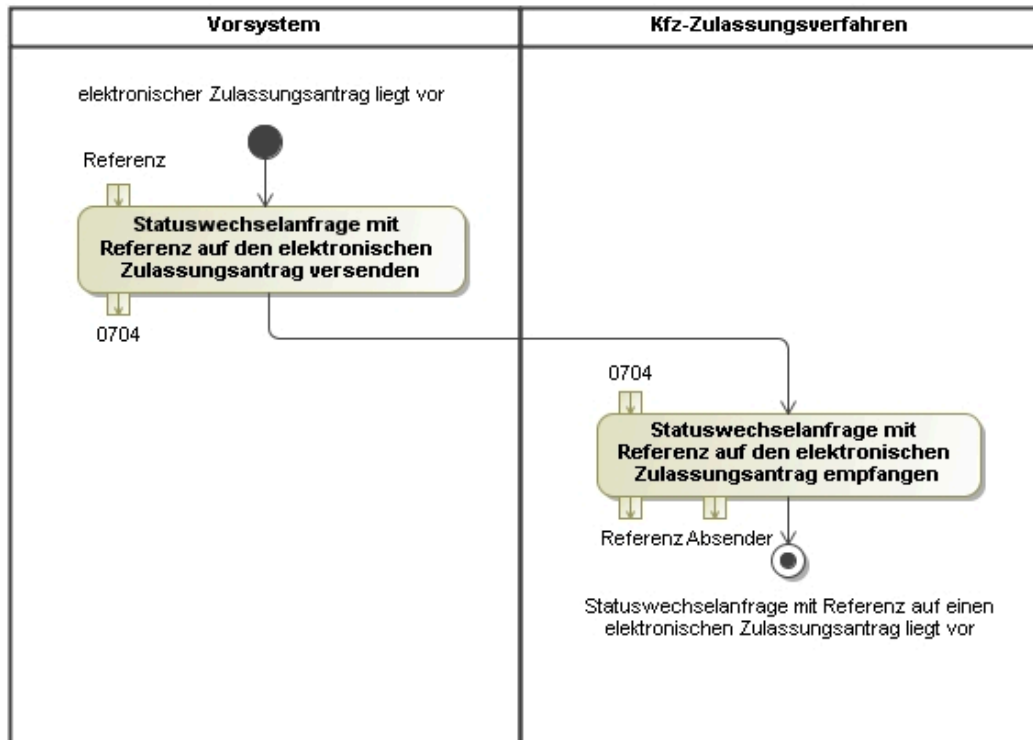 Vorsystem
Kfz-Zulassungsverfahren
elektronischer Zulassungsantrag liegt vor
Referenz
Statuswechselanfrage mit
Referenz auf den elektronischen
Zulassungsantrag versenden
0704
0704
Statuswechselanfrage mit
Referenz auf den elektronischen
Zulassungsantrag empfangen
Referenz Absender
Statuswechselanfrage mit Referenz auf einen
elektronischen Zulassungsantrag liegt vor